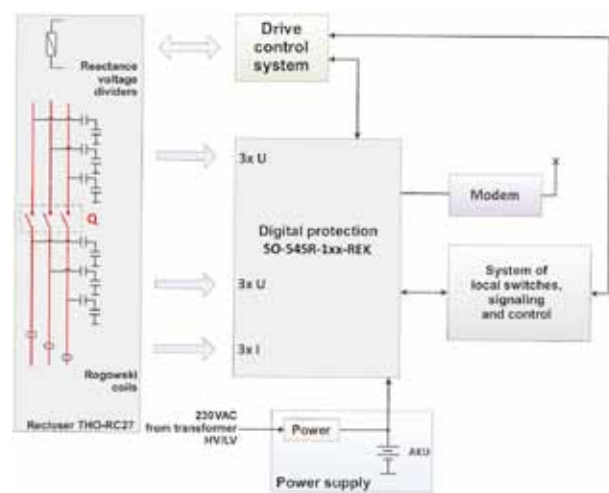 Reactance
voltage
dividers
Q
Rogowski
coils
Recloser THO-RC27
Drive
control
system
3x U
Digital protection
SO-54SR-1xx-REK
3x U
3x I
Modem
System of
local switches,
signaling
and control
230VAC
from transformer
HV/LV
Power
AKU
Power supply